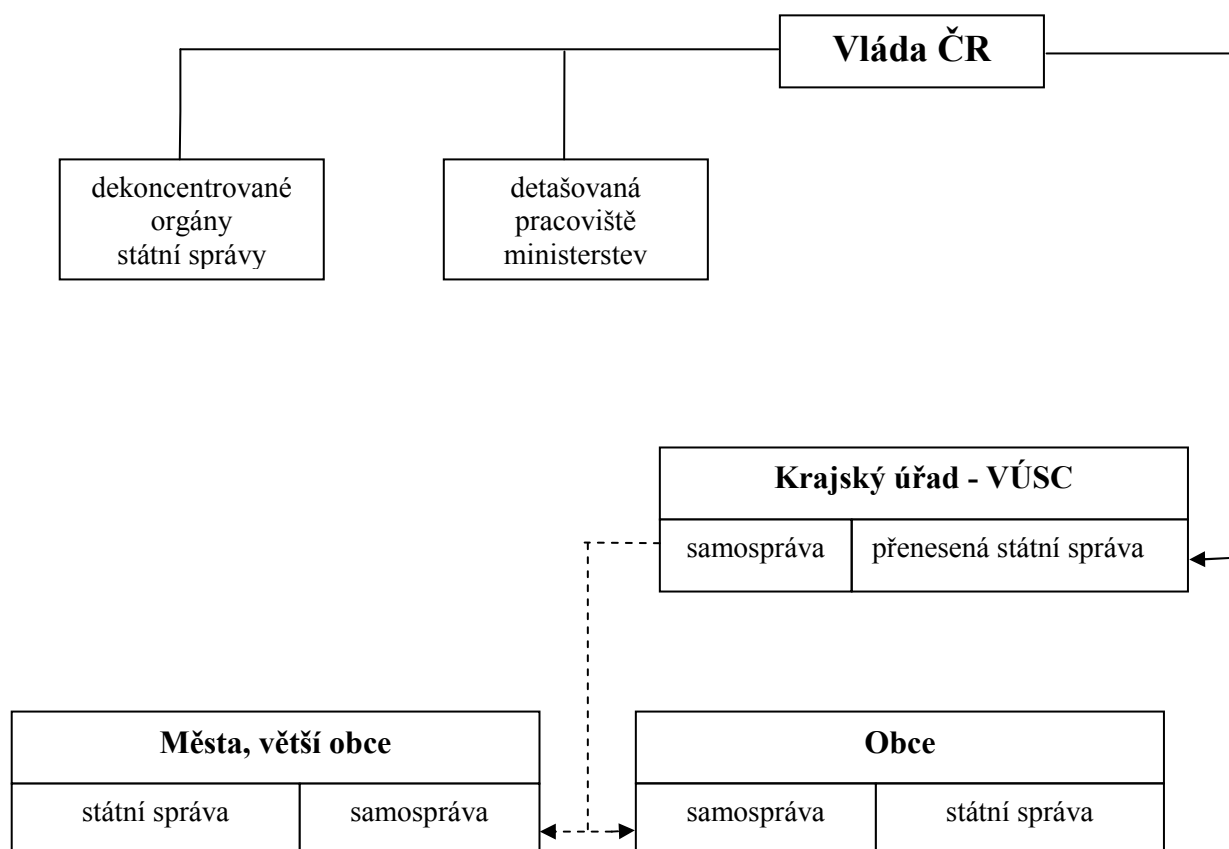 Vláda ČR
dekoncentrované
orgány
státní správy
detašovaná
pracoviště
ministerstev
Krajský úřad - VÚSC
samospráva
přenesená státní správa
Města, větší obce
státní správa
samospráva
Obce
samospráva
státní správa